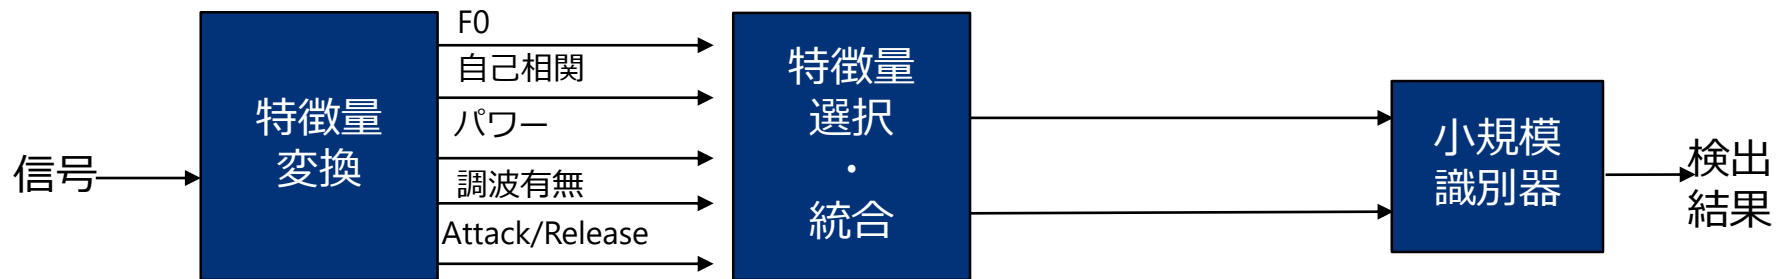 信号
特徴量
変換
F0
自己相関
パワー
調波有無
Attack/Release
特徴量
選択
・
統合
小規模
識別器
検出
結果